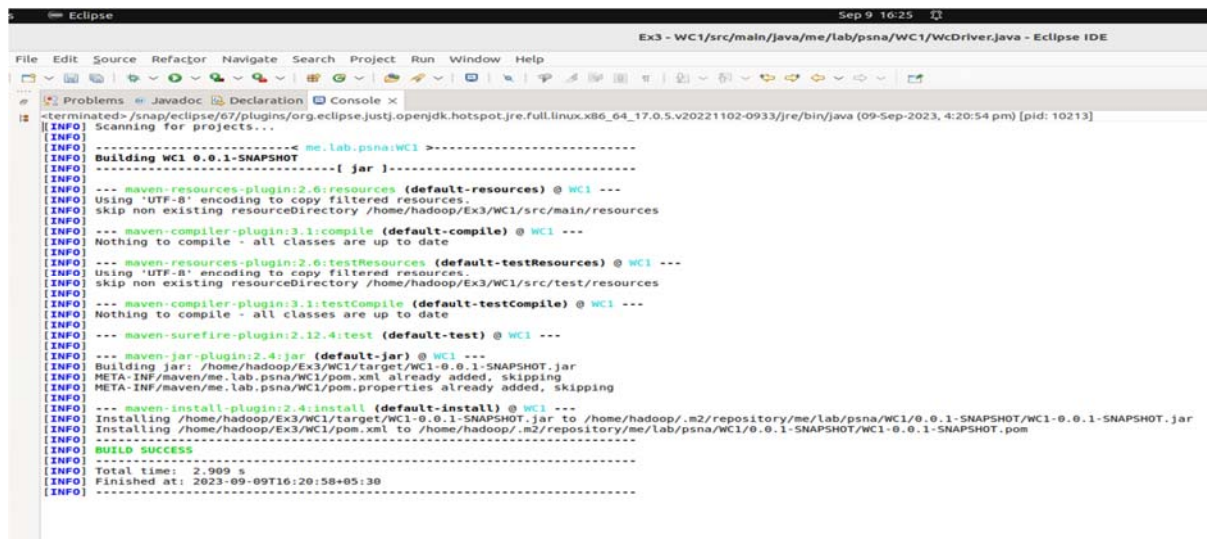 s Eclipse Sep 9 16:25
Ex3 - WC1/src/main/java/me/lab/psna/WC1/WcDriver.java - Eclipse IDE
File Edit Source Refactor Navigate Search Project Run Window Help
Problems Javadoc Declaration Console ×
<terminated> /snap/eclipse/67/plugins/org.eclipse.justj.openjdk.hotspot.jre.full.linux.x86_64_17.0.5.v20221102-0933/jre/bin/java (09-Sep-2023, 4:20:54 pm) [pid: 10213]
[INFO] Scanning for projects...
[INFO]
[INFO] -------------------------< me.lab.psna:WC1 >--------------------------
[INFO] Building WC1 0.0.1-SNAPSHOT
[INFO] --------------------------------[ jar ]---------------------------------
[INFO]
[INFO] --- maven-resources-plugin:2.6:resources (default-resources) @ WC1 ---
[INFO] Using 'UTF-8' encoding to copy filtered resources.
[INFO] skip non existing resourceDirectory /home/hadoop/Ex3/WC1/src/main/resources
[INFO]
[INFO] --- maven-compiler-plugin:3.1:compile (default-compile) @ WC1 ---
[INFO] Nothing to compile - all classes are up to date
[INFO]
[INFO] --- maven-resources-plugin:2.6:testResources (default-testResources) @ WC1 ---
[INFO] Using 'UTF-8' encoding to copy filtered resources.
[INFO] skip non existing resourceDirectory /home/hadoop/Ex3/WC1/src/test/resources
[INFO]
[INFO] --- maven-compiler-plugin:3.1:testCompile (default-testCompile) @ WC1 ---
[INFO] Nothing to compile - all classes are up to date
[INFO]
[INFO] --- maven-surefire-plugin:2.12.4:test (default-test) @ WC1 ---
[INFO]
[INFO] --- maven-jar-plugin:2.4:jar (default-jar) @ WC1 ---
[INFO] Building jar: /home/hadoop/Ex3/WC1/target/WC1-0.0.1-SNAPSHOT.jar
[INFO] META-INF/maven/me.lab.psna/WC1/pom.xml already added, skipping
[INFO] META-INF/maven/me.lab.psna/WC1/pom.properties already added, skipping
[INFO]
[INFO] --- maven-install-plugin:2.4:install (default-install) @ WC1 ---
[INFO] Installing /home/hadoop/Ex3/WC1/target/WC1-0.0.1-SNAPSHOT.jar to /home/hadoop/.m2/repository/me/lab/psna/WC1/0.0.1-SNAPSHOT/WC1-0.0.1-SNAPSHOT.jar
[INFO] Installing /home/hadoop/Ex3/WC1/pom.xml to /home/hadoop/.m2/repository/me/lab/psna/WC1/0.0.1-SNAPSHOT/WC1-0.0.1-SNAPSHOT.pom
[INFO] ------------------------------------------------------------------------
[INFO] BUILD SUCCESS
[INFO] ------------------------------------------------------------------------
[INFO] Total time: 2.909 s
[INFO] Finished at: 2023-09-09T16:20:58+05:30
[INFO] ------------------------------------------------------------------------